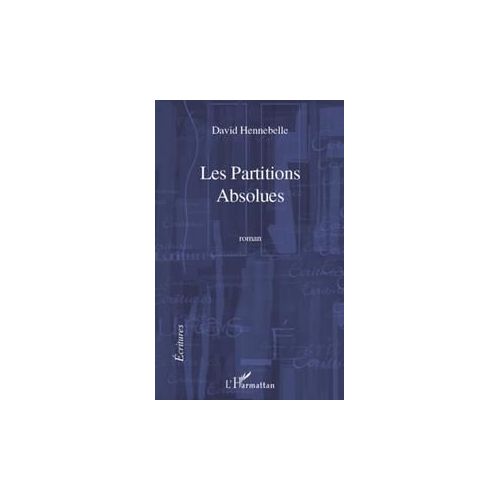 David Hennebelle
Les Partitions
Absolues
roman
Écritures
L'Harmattan